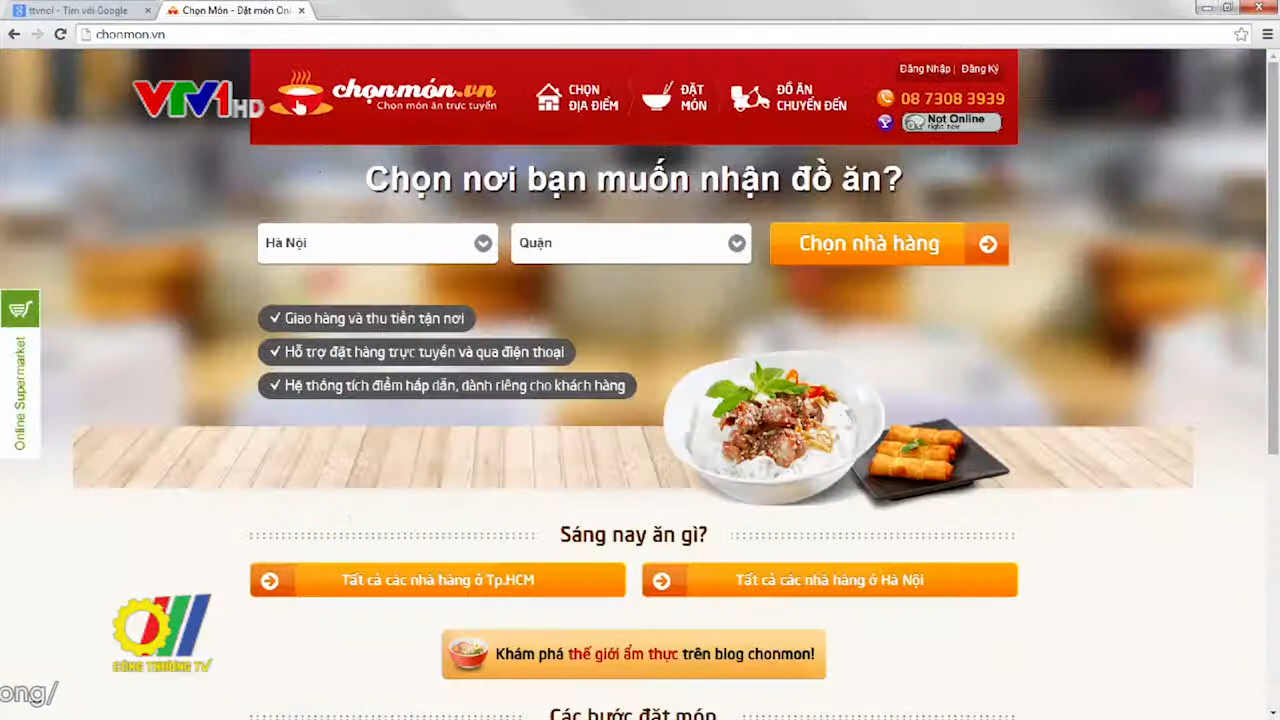 ttvnol - Tìm với Google
Chọn Món - Đặt món Onl
chonmon.vn
VTV1 HD
chọnmón.vn
Chọn món ăn trực tuyến
CHỌN
ĐỊA ĐIỂM
ĐẶT
MÓN
ĐỒ ĂN
CHUYỂN ĐẾN
Đăng Nhập | Đăng Ký
08 7308 3939
Not Online
right now
Chọn nơi bạn muốn nhận đồ ăn?
Hà Nội
Quận
Chọn nhà hàng
Giao hàng và thu tiền tận nơi
Hỗ trợ đặt hàng trực tuyến và qua điện thoại
Hệ thống tích điểm hấp dẫn, dành riêng cho khách hàng
Online Supermarket
Sáng nay ăn gì?
Tất cả các nhà hàng ở Tp.HCM
Tất cả các nhà hàng ở Hà Nội
Khám phá thế giới ẩm thực trên blog chonmon!
CÔNG THƯƠNG TV
ong/
Các bước đặt món